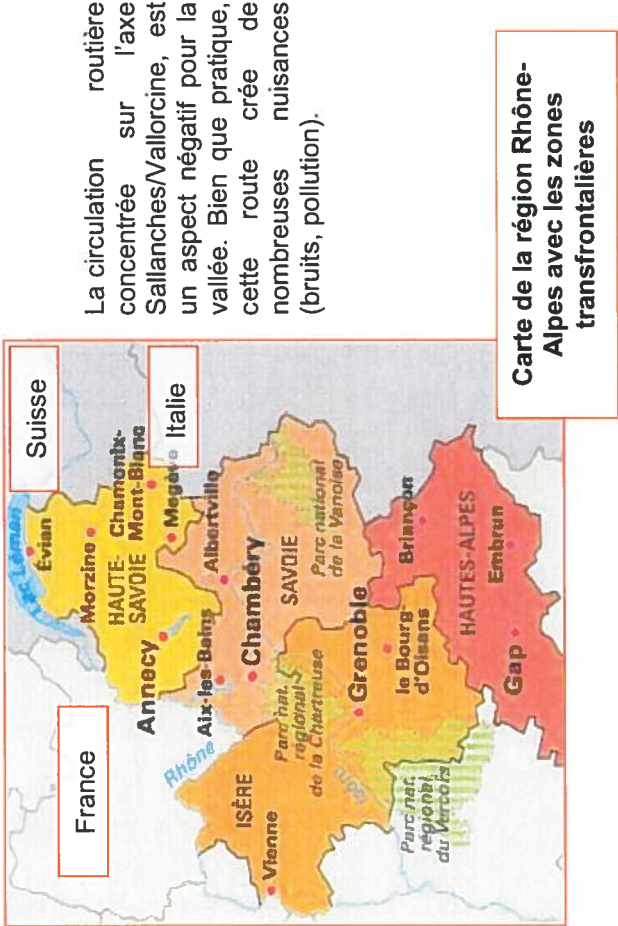 La circulation routière
concentrée sur l'axe
Sallanches/Vallorcine, est
un aspect négatif pour la
vallée. Bien que pratique,
cette route crée de
nombreuses nuisances
(bruits, pollution).
Suisse
France
Italie
Lac Léman
Évian
Morzine
Chamonix-
Mont-Blanc
HAUTE-
SAVOIE
Megève
Annecy
Albertville
Aix-les-Bains
Rhône
Chambéry
SAVOIE
Parc national
de la Vanoise
ISÈRE
Parc nat.
régional
de la Chartreuse
Vienne
Grenoble
Briançon
le Bourg-
d'Oisans
HAUTES-ALPES
Parc nat.
régional
du Vercors
Embrun
Gap
Carte de la région Rhône-
Alpes avec les zones
transfrontalières